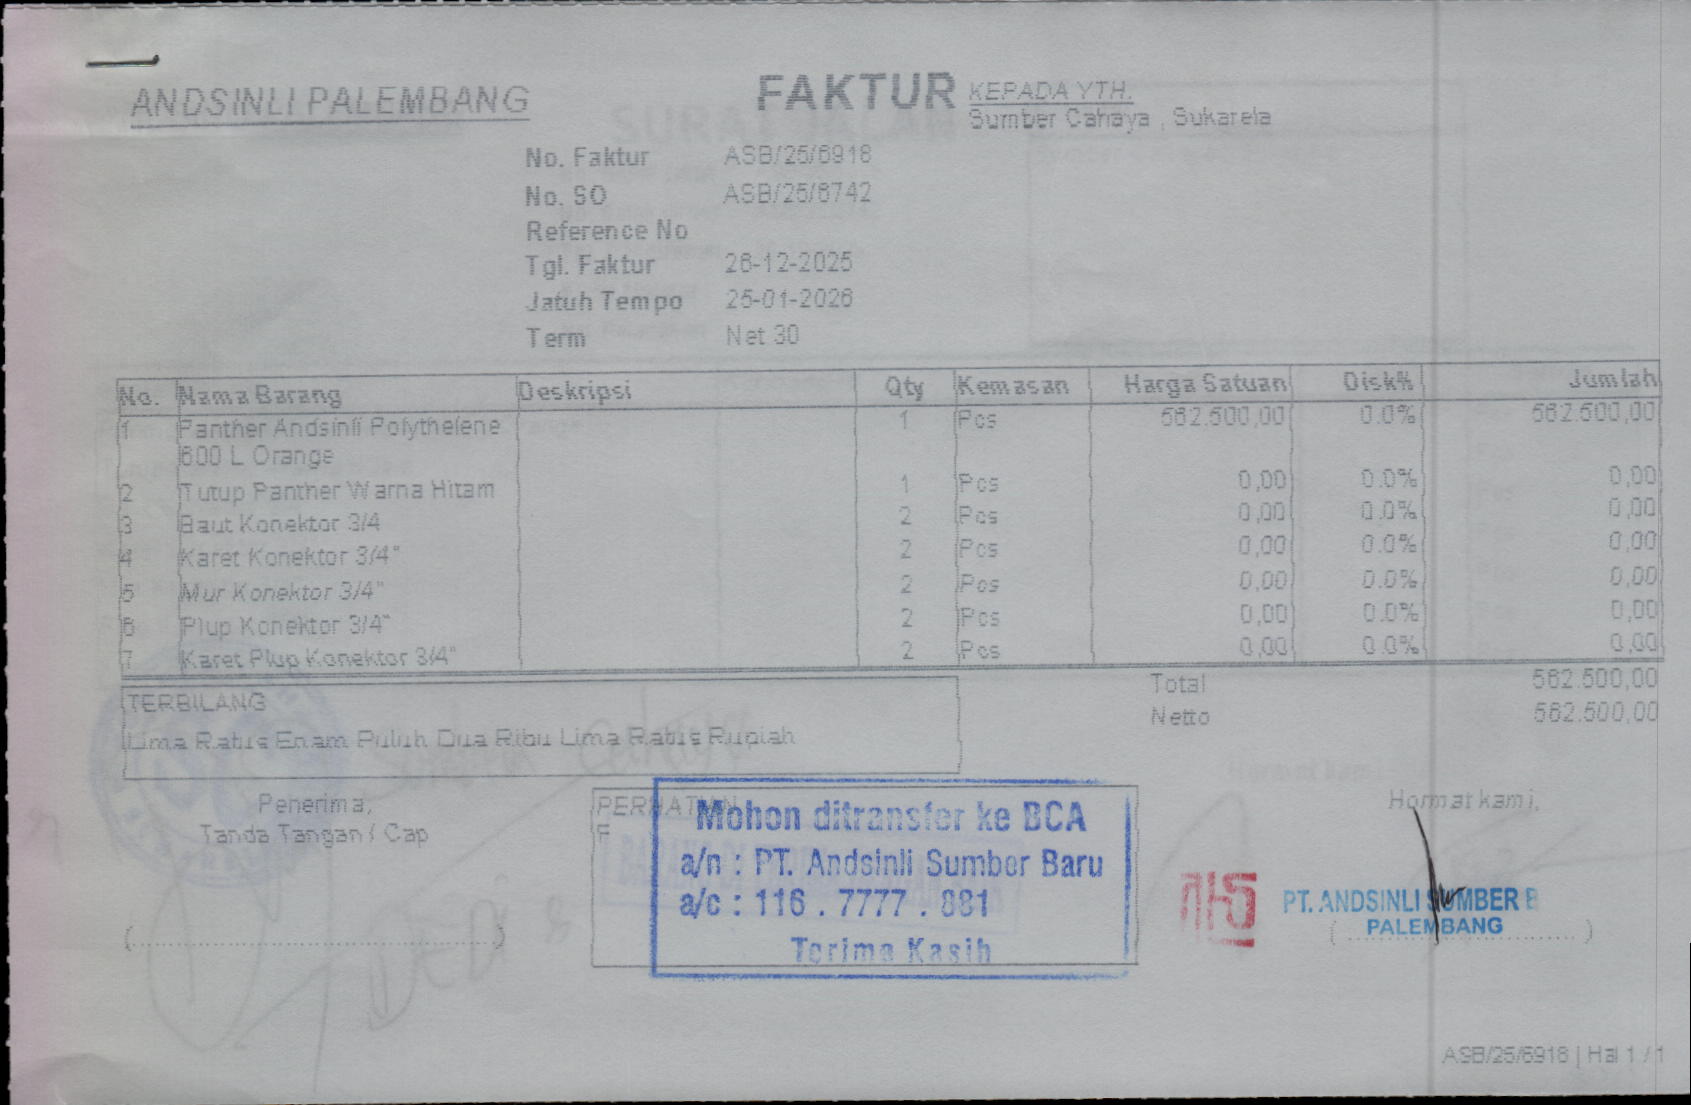 ANDSINLI PALEMBANG
FAKTUR
KEPADA YTH.
Sumber Cahaya , Sukarela
No. Faktur ASB/25/6918
No. SO ASB/25/6742
Reference No
Tgl. Faktur 26-12-2025
Jatuh Tempo 25-01-2026
Term Net 30
No. Nama Barang Deskripsi Qty Kemasan Harga Satuan Disk% Jumlah
1 Panther Andsinli Polythelene 1 Pcs 562.500,00 0.0% 562.500,00
600 L Orange
2 Tutup Panther Warna Hitam 1 Pcs 0,00 0.0% 0,00
3 Baut Konektor 3/4 2 Pcs 0,00 0.0% 0,00
4 Karet Konektor 3/4" 2 Pcs 0,00 0.0% 0,00
5 Mur Konektor 3/4" 2 Pcs 0,00 0.0% 0,00
6 Plup Konektor 3/4" 2 Pcs 0,00 0.0% 0,00
7 Karet Plup Konektor 3/4" 2 Pcs 0,00 0.0% 0,00
Total 562.500,00
Netto 562.500,00
TERBILANG
Lima Ratus Enam Puluh Dua Ribu Lima Ratus Rupiah
Penerima,
Tanda Tangan / Cap
(..............................)
PERHATIAN
F
Mohon ditransfer ke BCA
a/n : PT. Andsinli Sumber Baru
a/c : 116 . 7777 . 881
Terima Kasih
Hormat kami,
PT. ANDSINLI SUMBER B
PALEMBANG
(..............................)
ASB/25/6918 | Hal 1 / 1